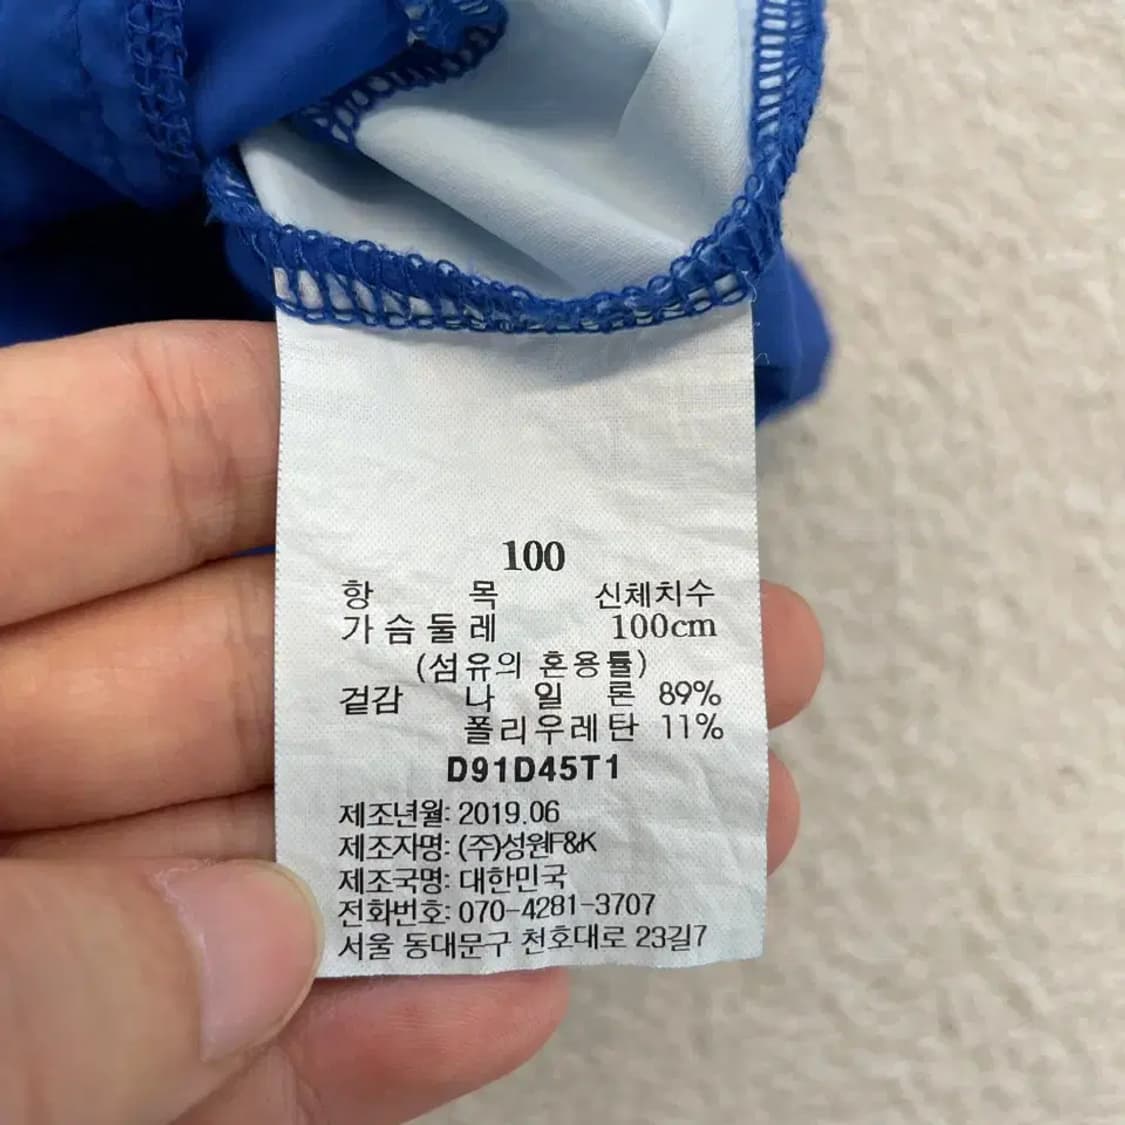 100
항 목 신체치수
가슴둘레 100cm
(섬유의 혼용률)
겉감 나 일 론 89%
폴리우레탄 11%
D91D45T1
제조년월: 2019.06
제조자명: (주)성원F&K
제조국명: 대한민국
전화번호: 070-4281-3707
서울 동대문구 천호대로 23길7